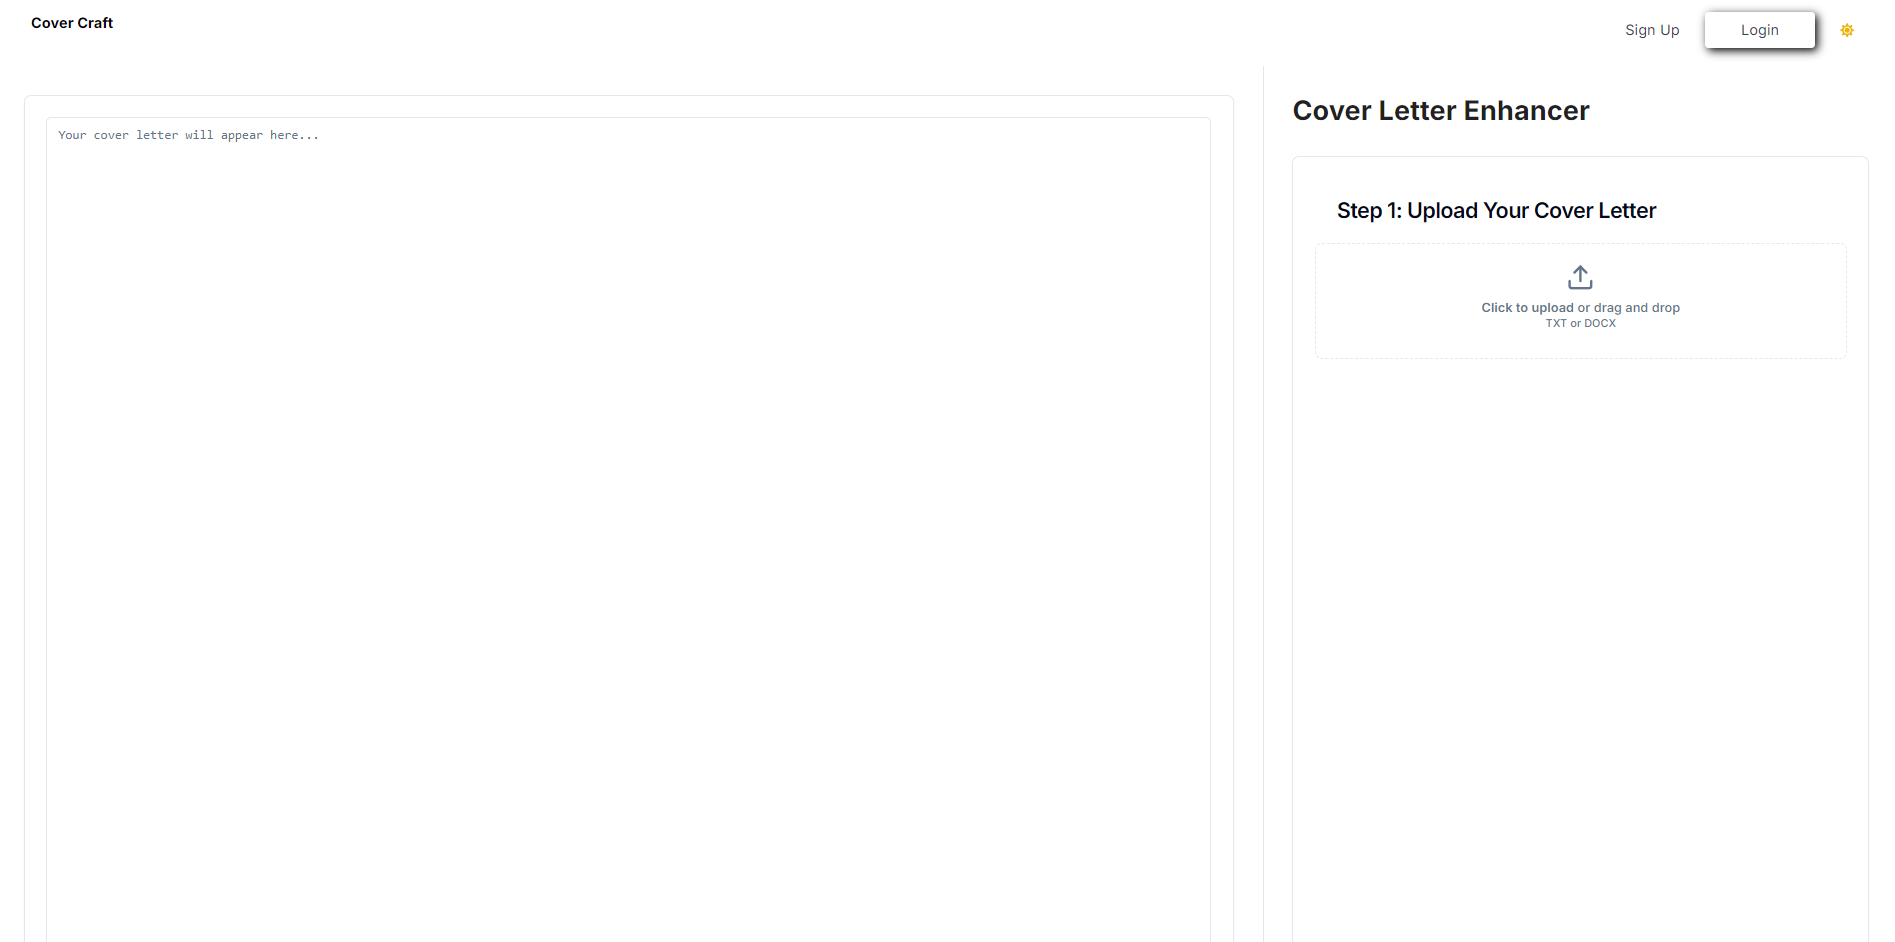 Cover Craft
Sign Up
Login
Your cover letter will appear here...
Cover Letter Enhancer
Step 1: Upload Your Cover Letter
Click to upload or drag and drop
TXT or DOCX